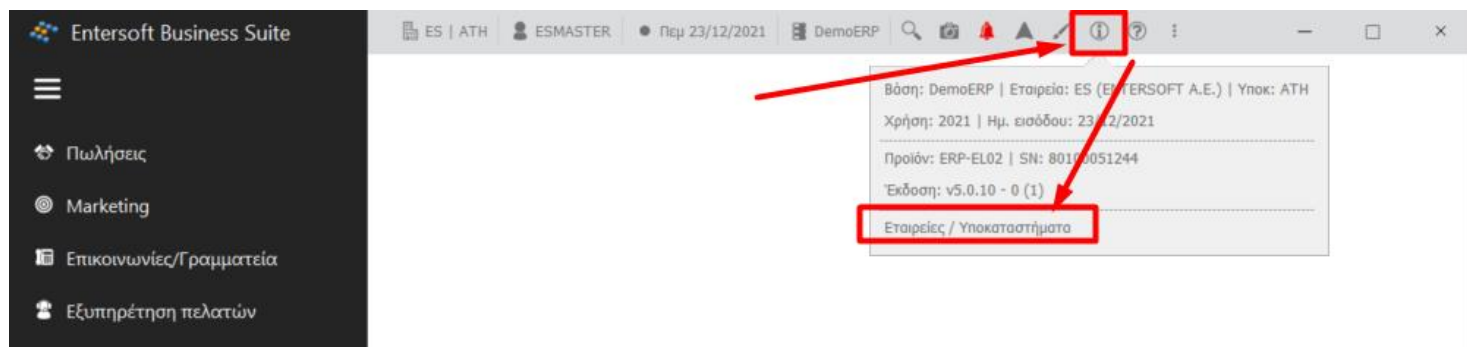 Entersoft Business Suite
ES | ATH
ESMASTER
Πεμ 23/12/2021
DemoERP
Βάση: DemoERP | Εταιρεία: ES (ENTERSOFT A.E.) | Υποκ: ATH
Χρήση: 2021 | Ημ. εισόδου: 23/12/2021
Προϊόν: ERP-EL02 | SN: 80100051244
Έκδοση: v5.0.10 - 0 (1)
Εταιρείες / Υποκαταστήματα
Πωλήσεις
Marketing
Επικοινωνίες/Γραμματεία
Εξυπηρέτηση πελατών